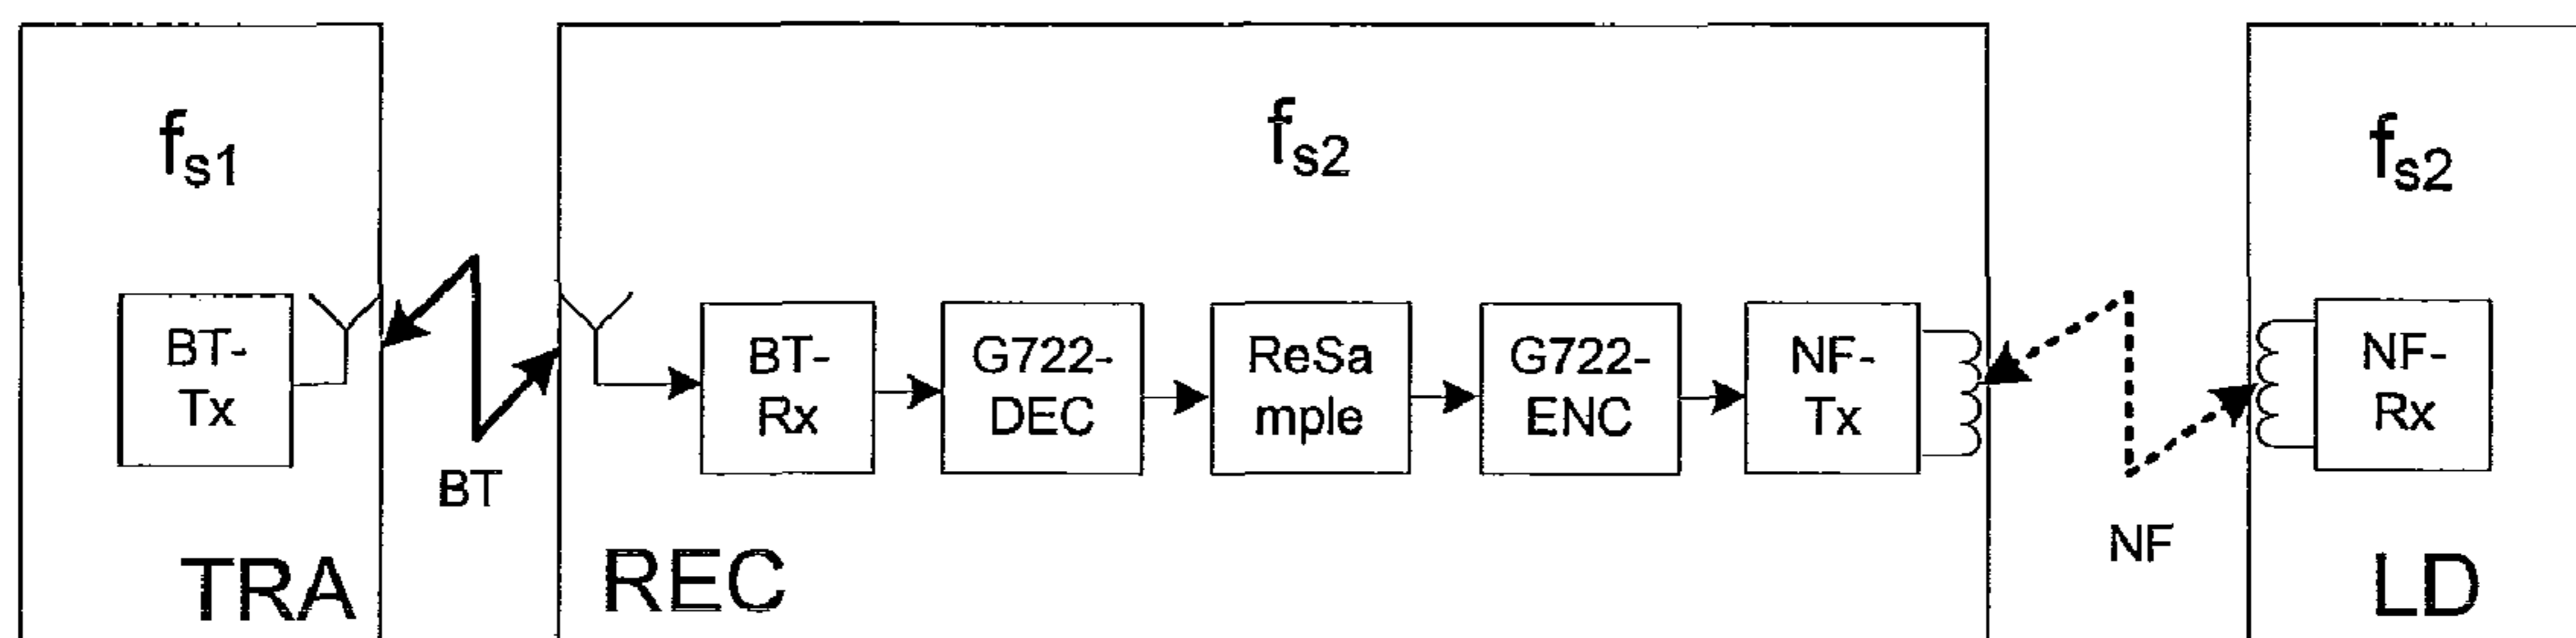 fs1
fs2
fs2
BT-
Tx
BT
BT-
Rx
G722-
DEC
ReSa
mple
G722-
ENC
NF-
Tx
NF
NF-
Rx
TRA
REC
LD